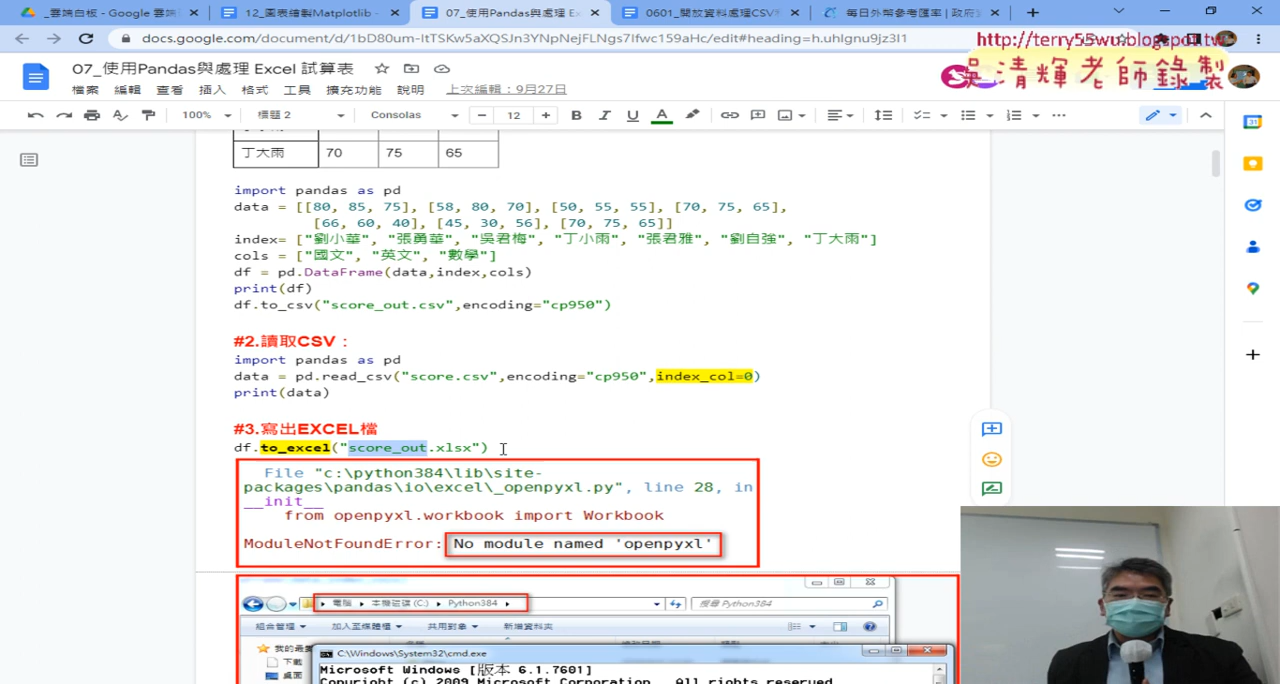 _雲端白板 - Google 雲端
12_圖表繪製Matplotlib -
07_使用Pandas與處理 Ex
0601_開放資料處理CSV
每日外幣參考匯率 | 政府
docs.google.com/document/d/1bD80um-ItTSKw5aXQSJn3YNpNejFLNgs7Ifwc159aHc/edit#heading=h.uhlgnu9jz3l1
http://terry55wu.blogspot.tw
吳清輝老師錄製
07_使用Pandas與處理 Excel 試算表
檔案 編輯 查看 插入 格式 工具 擴充功能 說明 上次編輯：9月27日
100% 標題 2 Consolas 12
丁大雨 70 75 65
import pandas as pd
data = [[80, 85, 75], [58, 80, 70], [50, 55, 55], [70, 75, 65],
[66, 60, 40], [45, 30, 56], [70, 75, 65]]
index= ["劉小華", "張勇華", "吳君梅", "丁小雨", "張君雅", "劉自強", "丁大雨"]
cols = ["國文", "英文", "數學"]
df = pd.DataFrame(data,index,cols)
print(df)
df.to_csv("score_out.csv",encoding="cp950")
#2.讀取CSV：
import pandas as pd
data = pd.read_csv("score.csv",encoding="cp950",index_col=0)
print(data)
#3.寫出EXCEL檔
df.to_excel("score_out.xlsx")
File "c:\python384\lib\site-
packages\pandas\io\excel\_openpyxl.py", line 28, in
__init__
from openpyxl.workbook import Workbook
ModuleNotFoundError: No module named 'openpyxl'
電腦 ▸ 本機磁碟 (C:) ▸ Python384 ▸
搜尋 Python384
組合管理 加入至媒體櫃 共用對象 新增資料夾
我的最愛
下載
桌面
C:\Windows\System32\cmd.exe
Microsoft Windows [版本 6.1.7601]
Copyright (c) 2009 Microsoft Corporation. All rights reserved.